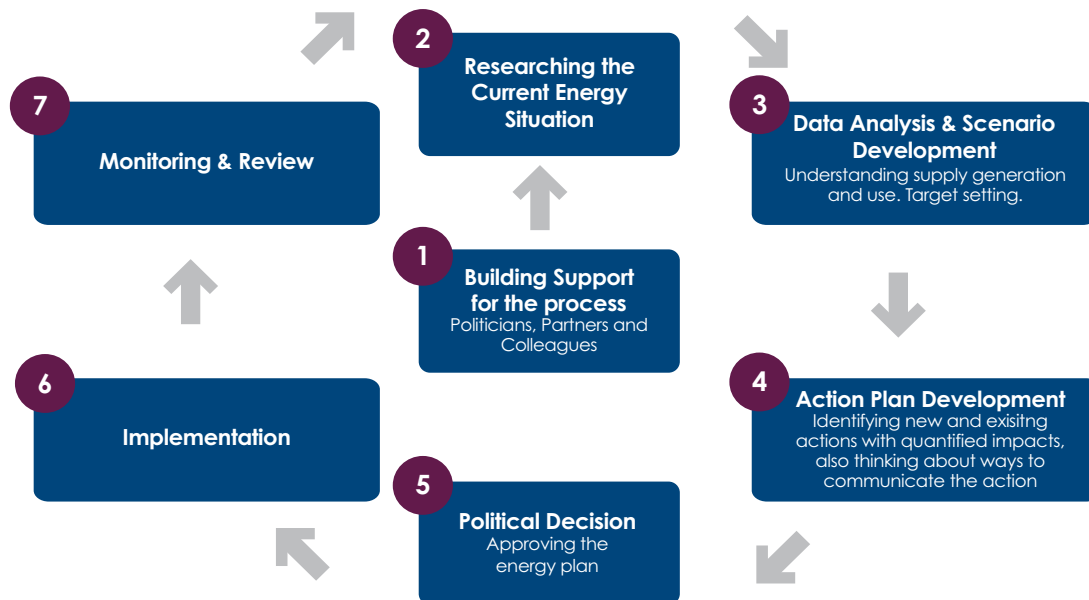 1
Building Support
for the process
Politicians, Partners and
Colleagues
2
Researching the
Current Energy
Situation
3
Data Analysis & Scenario
Development
Understanding supply generation
and use. Target setting.
4
Action Plan Development
Identifying new and exisitng
actions with quantified impacts,
also thinking about ways to
communicate the action
5
Political Decision
Approving the
energy plan
6
Implementation
7
Monitoring & Review